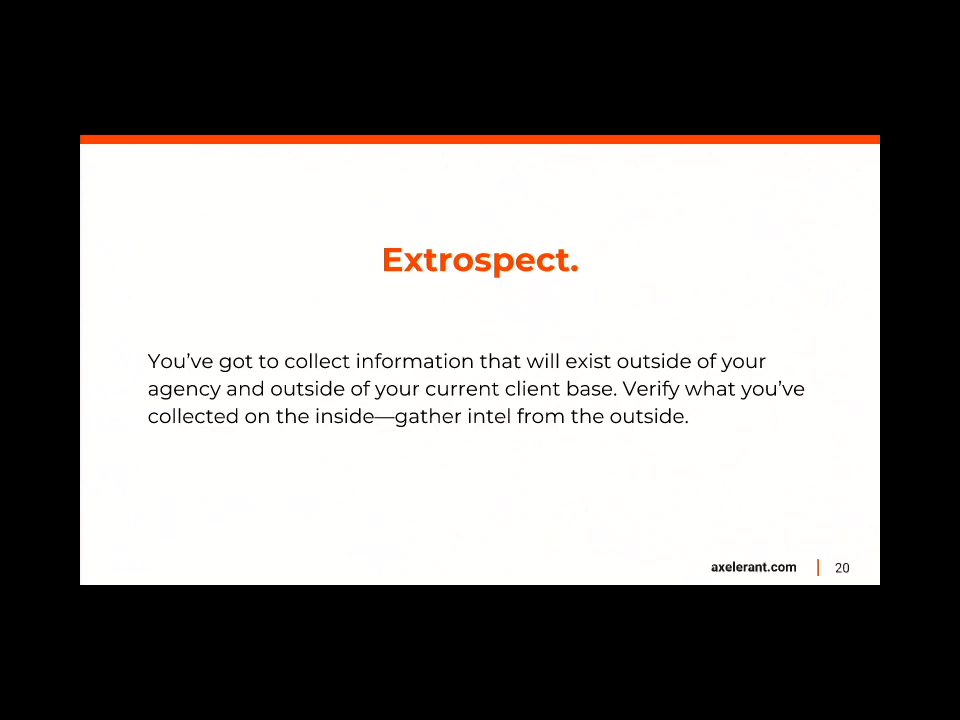 Extrospect.
You’ve got to collect information that will exist outside of your
agency and outside of your current client base. Verify what you’ve
collected on the inside—gather intel from the outside.
axelerant.com | 20